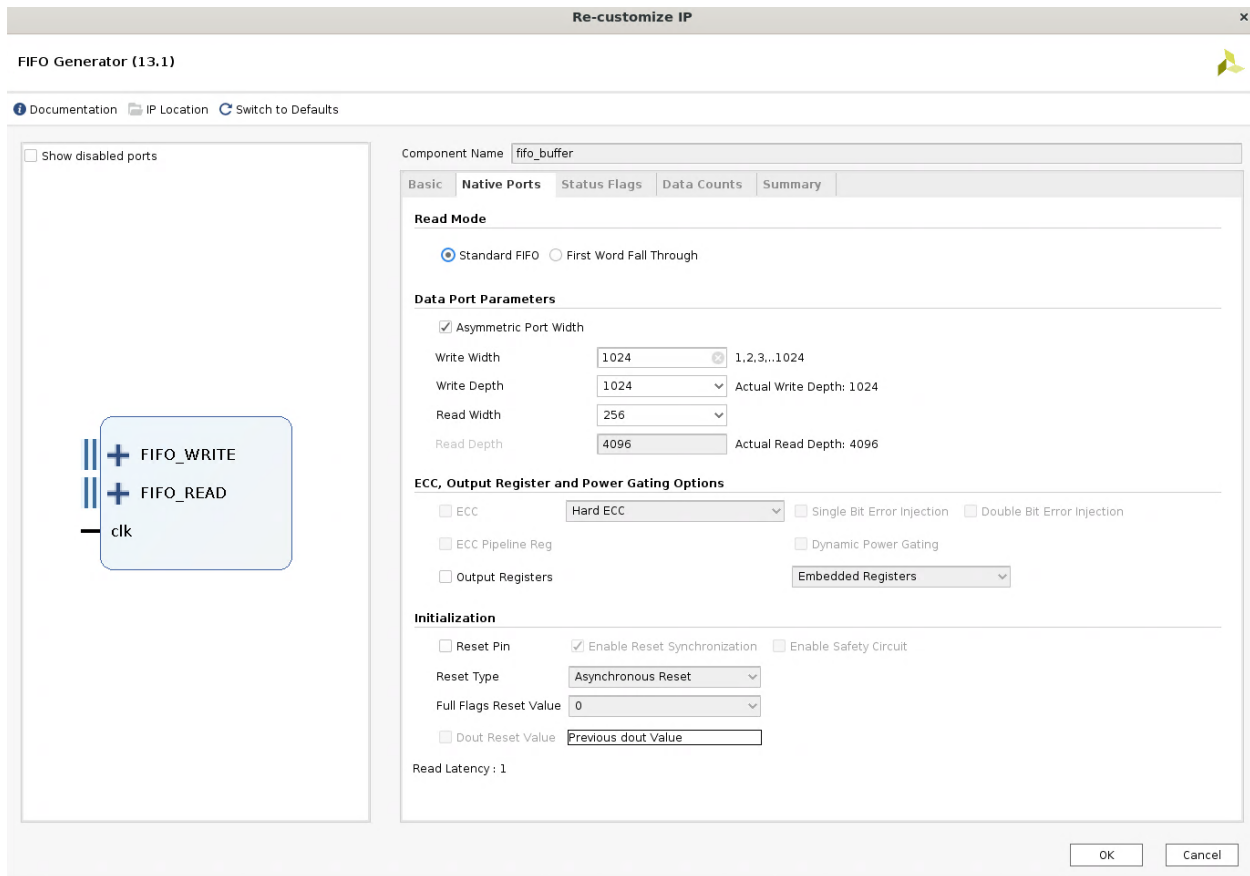 Re-customize IP
FIFO Generator (13.1)
Documentation IP Location Switch to Defaults
Show disabled ports
FIFO_WRITE
FIFO_READ
clk
Component Name fifo_buffer
Basic Native Ports Status Flags Data Counts Summary
Read Mode
Standard FIFO First Word Fall Through
Data Port Parameters
Asymmetric Port Width
Write Width 1024 1,2,3,..1024
Write Depth 1024 Actual Write Depth: 1024
Read Width 256
Read Depth 4096 Actual Read Depth: 4096
ECC, Output Register and Power Gating Options
ECC Hard ECC Single Bit Error Injection Double Bit Error Injection
ECC Pipeline Reg Dynamic Power Gating
Output Registers Embedded Registers
Initialization
Reset Pin Enable Reset Synchronization Enable Safety Circuit
Reset Type Asynchronous Reset
Full Flags Reset Value 0
Dout Reset Value Previous dout Value
Read Latency : 1
OK Cancel